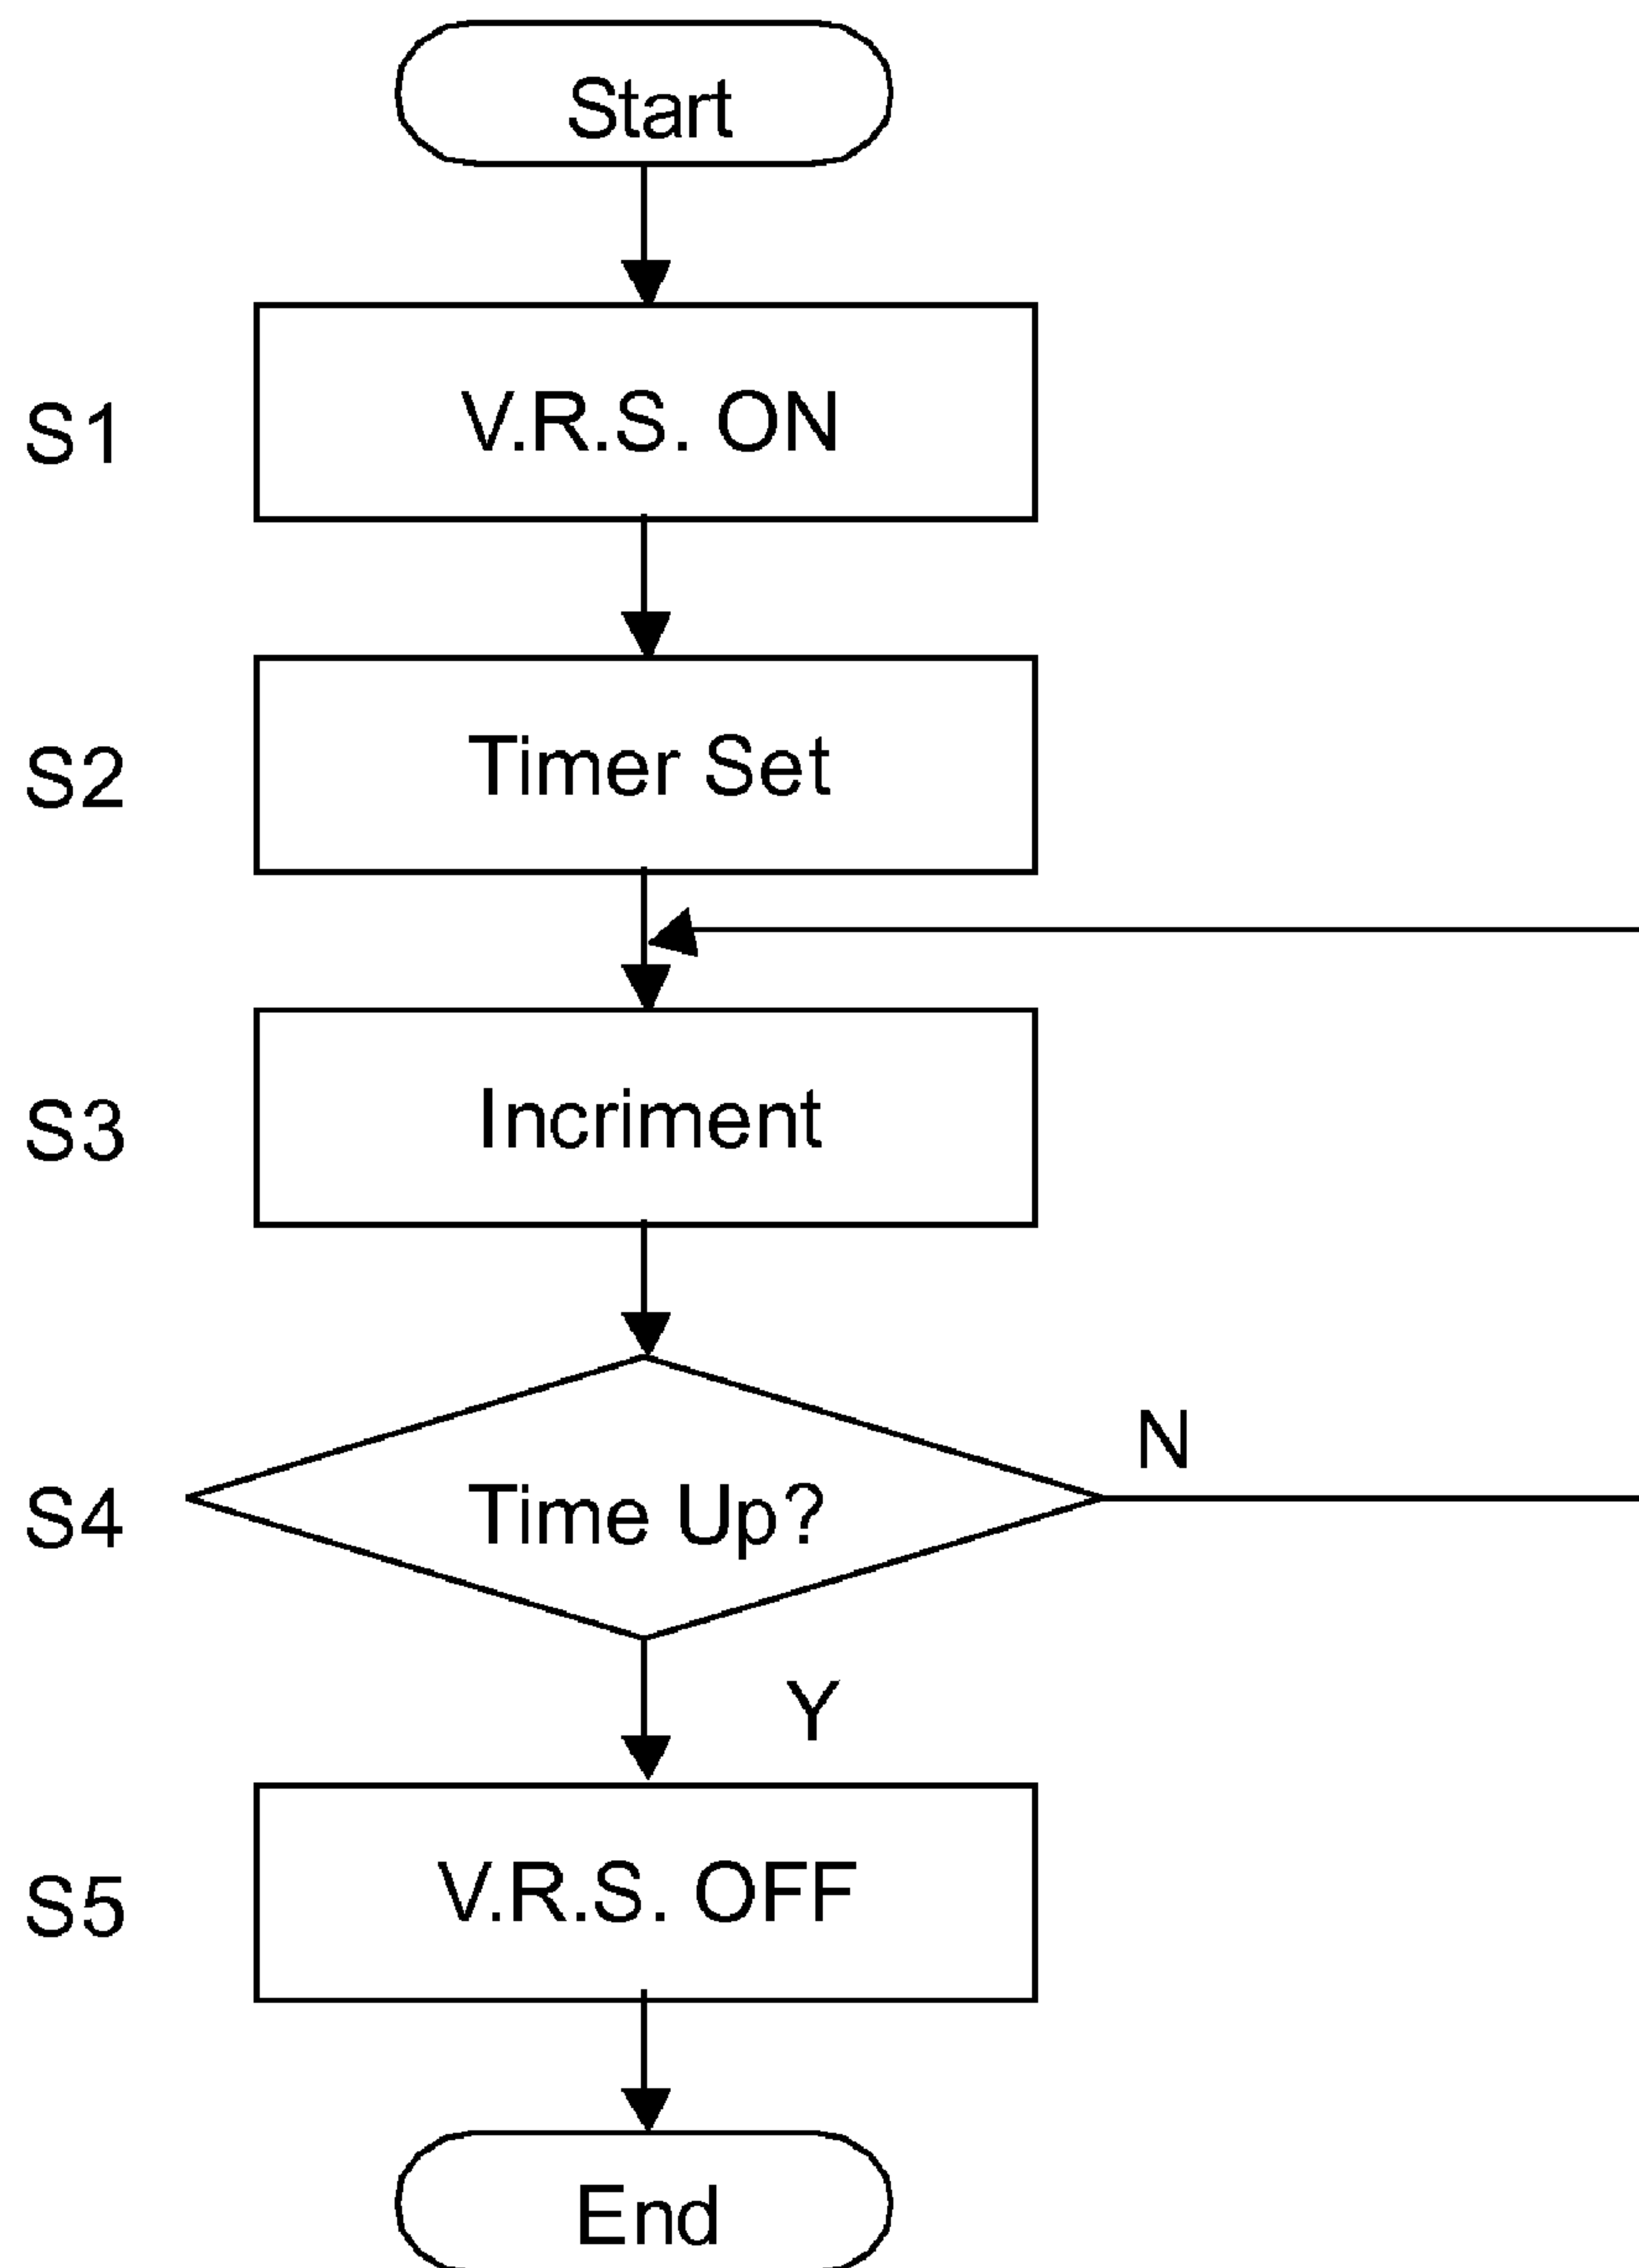 Start
S1
V.R.S. ON
S2
Timer Set
S3
Incriment
S4
Time Up?
N
Y
S5
V.R.S. OFF
End